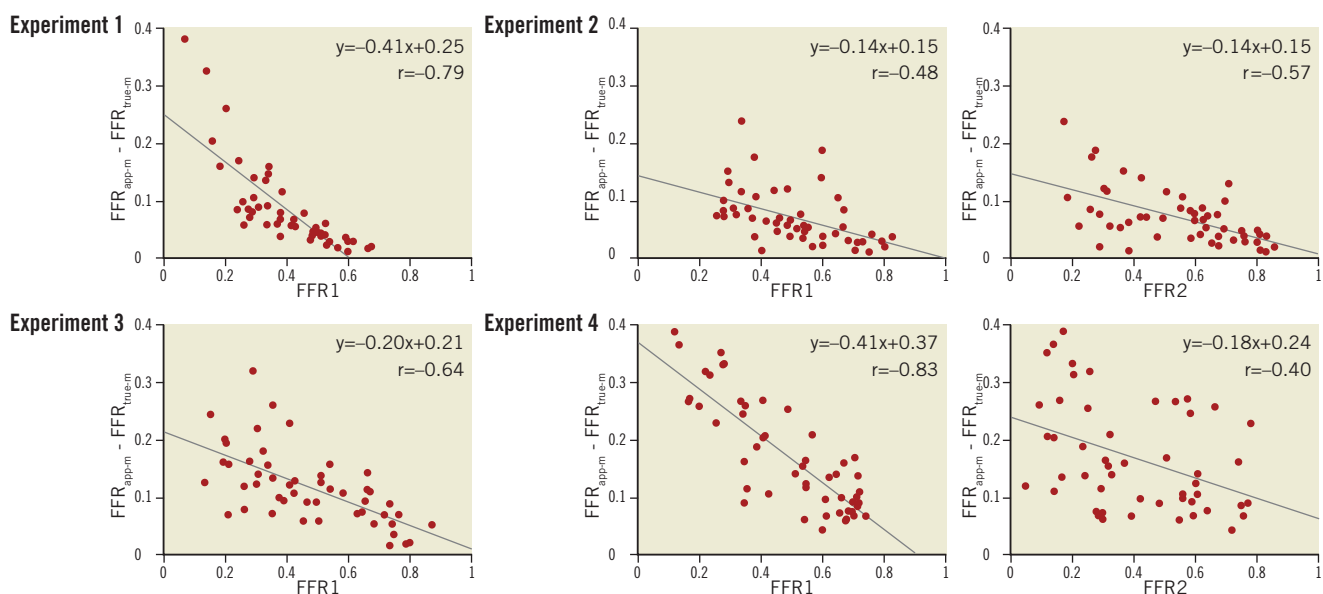 Experiment 1
0.4
0.3
0.2
0.1
0
0
0.2
0.4
0.6
0.8
1
FFRapp-m - FFRtrue-m
FFR1
y=–0.41x+0.25
r=–0.79
Experiment 2
0.4
0.3
0.2
0.1
0
0
0.2
0.4
0.6
0.8
1
FFRapp-m - FFRtrue-m
FFR1
y=–0.14x+0.15
r=–0.48
0.4
0.3
0.2
0.1
0
0
0.2
0.4
0.6
0.8
1
FFRapp-m - FFRtrue-m
FFR2
y=–0.14x+0.15
r=–0.57
Experiment 3
0.4
0.3
0.2
0.1
0
0
0.2
0.4
0.6
0.8
1
FFRapp-m - FFRtrue-m
FFR1
y=–0.20x+0.21
r=–0.64
Experiment 4
0.4
0.3
0.2
0.1
0
0
0.2
0.4
0.6
0.8
1
FFRapp-m - FFRtrue-m
FFR1
y=–0.41x+0.37
r=–0.83
0.4
0.3
0.2
0.1
0
0
0.2
0.4
0.6
0.8
1
FFRapp-m - FFRtrue-m
FFR2
y=–0.18x+0.24
r=–0.40